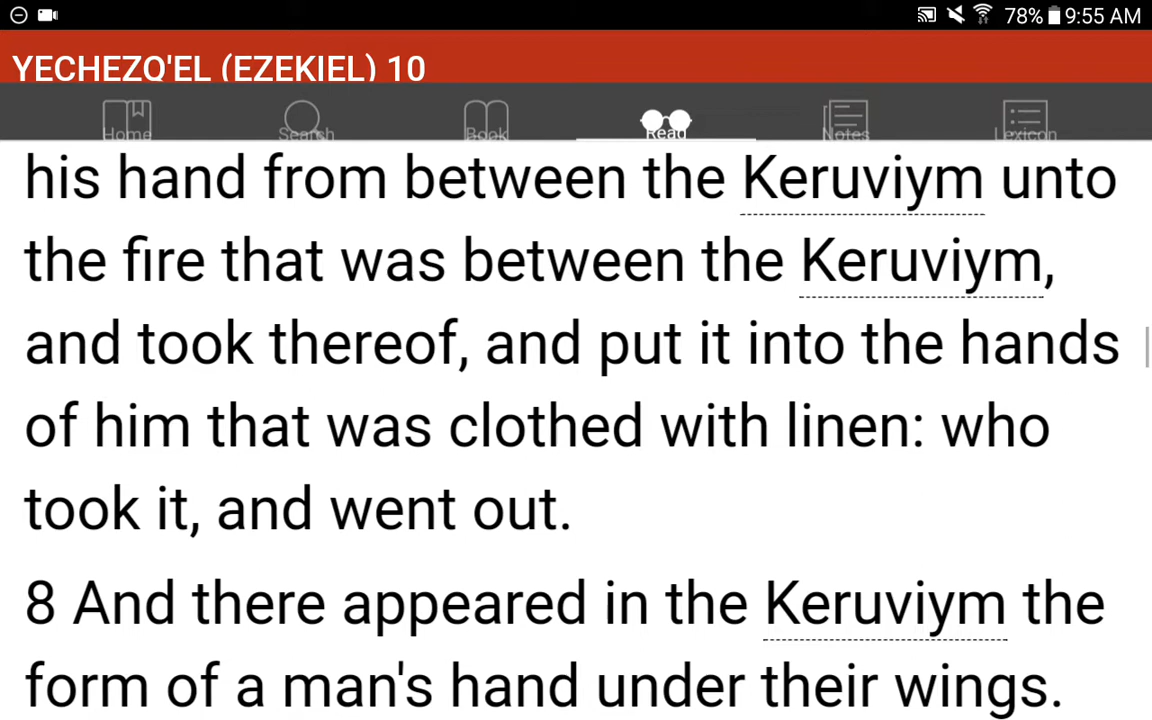 78% 9:55 AM
YECHEZQ'EL (EZEKIEL) 10
Home Search Book Read Notes Lexicon
his hand from between the Keruviym unto
the fire that was between the Keruviym,
and took thereof, and put it into the hands
of him that was clothed with linen: who
took it, and went out.
8 And there appeared in the Keruviym the
form of a man's hand under their wings.